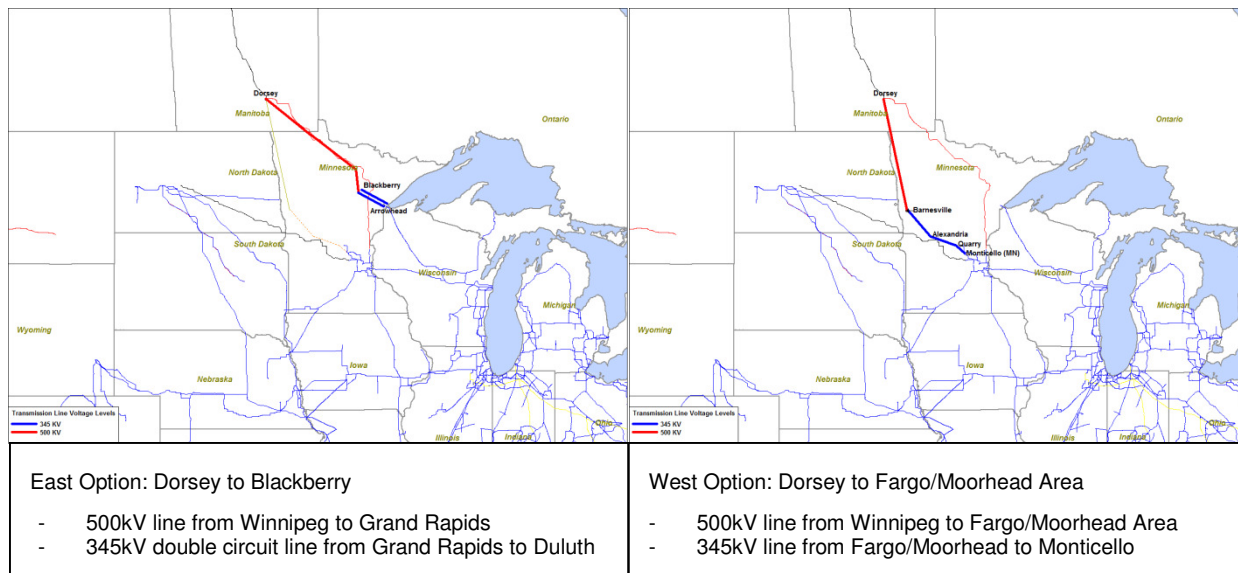 Dorsey
Manitoba
Ontario
North Dakota
Minnesota
Blackberry
Arrowhead
South Dakota
Wisconsin
Michigan
Wyoming
Iowa
Nebraska
Illinois
Indiana
Ohio
Transmission Line Voltage Levels
345 KV
500 KV
Dorsey
Manitoba
Ontario
North Dakota
Minnesota
Barnesville
Alexandria
South Dakota
Quarry
Monticello (MN)
Wisconsin
Michigan
Wyoming
Iowa
Nebraska
Illinois
Indiana
Ohio
Transmission Line Voltage Levels
345 KV
500 KV
East Option: Dorsey to Blackberry
- 500kV line from Winnipeg to Grand Rapids
- 345kV double circuit line from Grand Rapids to Duluth
West Option: Dorsey to Fargo/Moorhead Area
- 500kV line from Winnipeg to Fargo/Moorhead Area
- 345kV line from Fargo/Moorhead to Monticello